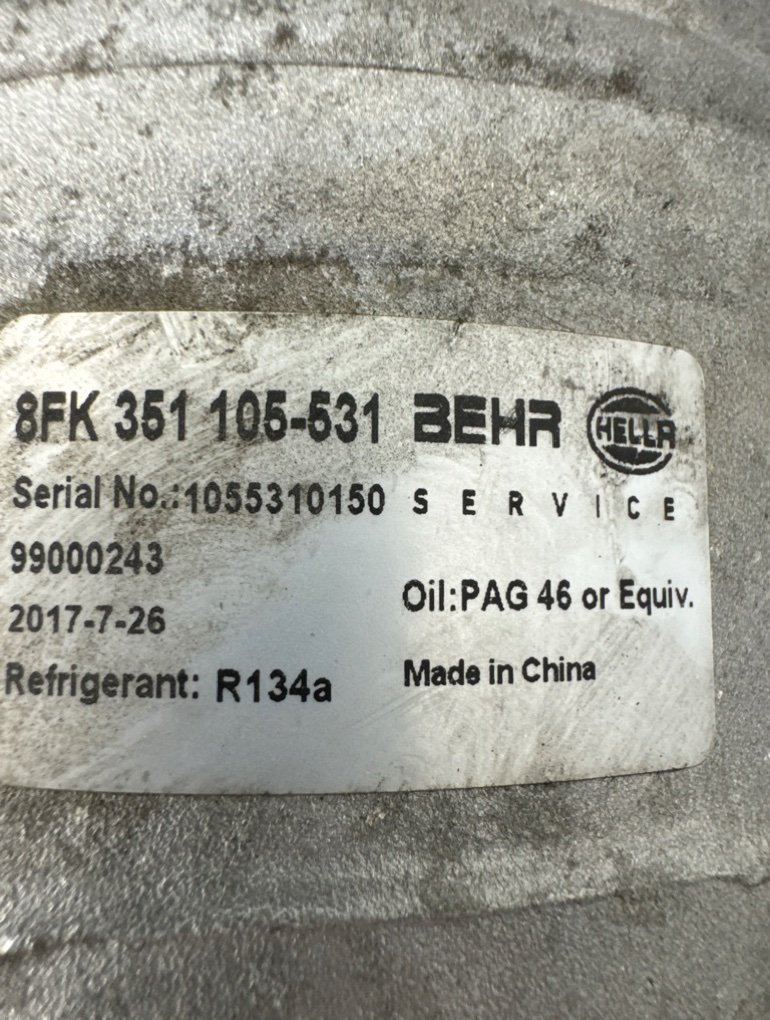 8FK 351 105-531 BEHR HELLA
Serial No.:1055310150 SERVICE
99000243
2017-7-26
Oil:PAG 46 or Equiv.
Refrigerant: R134a
Made in China